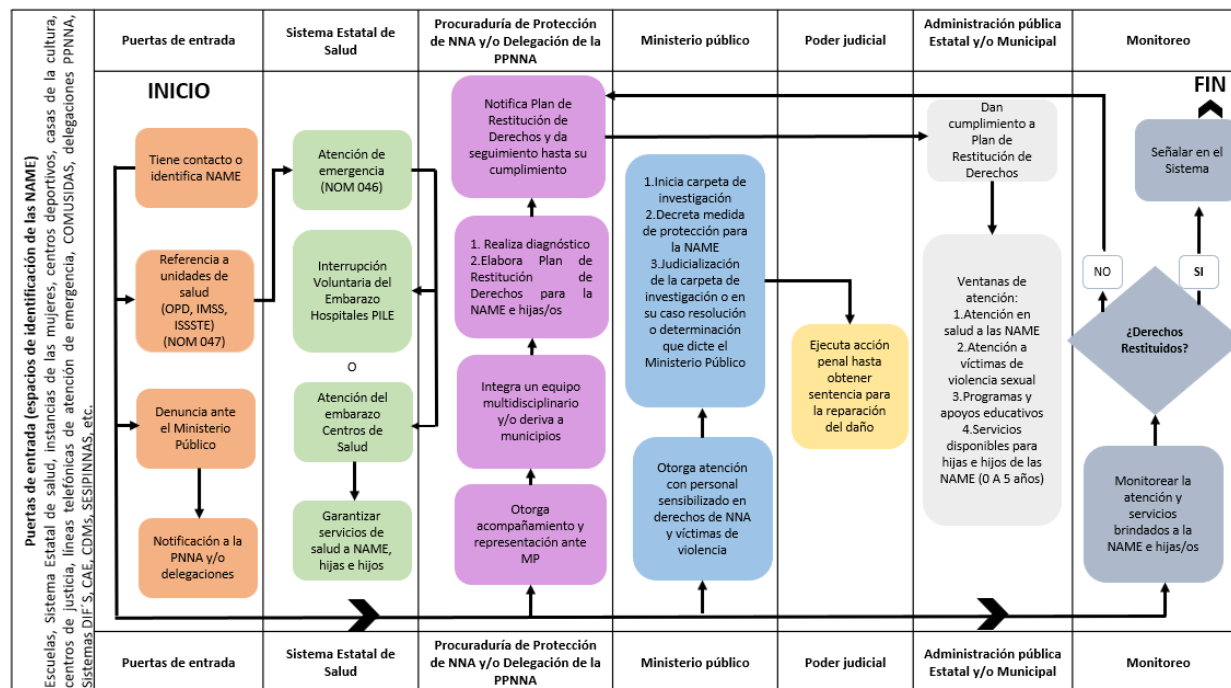 Puertas de entrada (espacios identificación de las NAME)
Escuelas, Sistema Estatal de salud, instancias de las mujeres, centros deportivos, casas de la cultura,
centros de justicia, líneas telefónicas de atención de emergencia, COMUSIDAS, delegaciones PPNNA,
Sistemas DIF´S, CAE, CDMs, SESIPINNAS, etc.
Puertas de entrada
Sistema Estatal de
Salud
Procuraduría de Protección
de NNA y/o Delegación de la
PPNNA
Ministerio público
Poder judicial
Administración pública
Estatal y/o Municipal
Monitoreo
INICIO
Tiene contacto o
identifica NAME
Referencia a
unidades de
salud
(OPD, IMSS,
ISSSTE)
(NOM 047)
Denuncia ante
el Ministerio
Público
Notificación a la
PNNA y/o
delegaciones
Atención de
emergencia
(NOM 046)
Interrupción
Voluntaria del
Embarazo
Hospitales PILE
O
Atención del
embarazo
Centros de
Salud
Garantizar
servicios de
salud a NAME,
hijas e hijos
Notifica Plan de
Restitución de
Derechos y da
seguimiento hasta su
cumplimiento
1. Realiza diagnóstico
2.Elabora Plan de
Restitución de
Derechos para la
NAME e hijas/os
Integra un equipo
multidisciplinario
y/o deriva a
municipios
Otorga
acompañamiento y
representación ante
MP
1.Inicia carpeta de
investigación
2.Decreta medida
de protección para
la NAME
3.Judicialización
de la carpeta de
investigación o en
su caso resolución o
determinación
que dicte el
Ministerio Público
Otorga atención
con personal
sensibilizado en
derechos de NNA
y víctimas de
violencia
Ejecuta acción
penal hasta
obtener
sentencia para
la reparación
del daño
Dan
cumplimiento a
Plan de
Restitución de
Derechos
Ventanas de
atención:
1.Atención en
salud a las NAME
2.Atención a
víctimas de
violencia sexual
3.Programas y
apoyos educativos
4.Servicios
disponibles para
hijas e hijos de las
NAME (0 A 5 años)
FIN
Señalar en el
Sistema
NO
SI
¿Derechos
Restituidos?
Monitorear la
atención y
servicios
brindados a la
NAME e hijas/os
Puertas de entrada
Sistema Estatal de
Salud
Procuraduría de Protección
de NNA y/o Delegación de la
PPNNA
Ministerio público
Poder judicial
Administración pública
Estatal y/o Municipal
Monitoreo